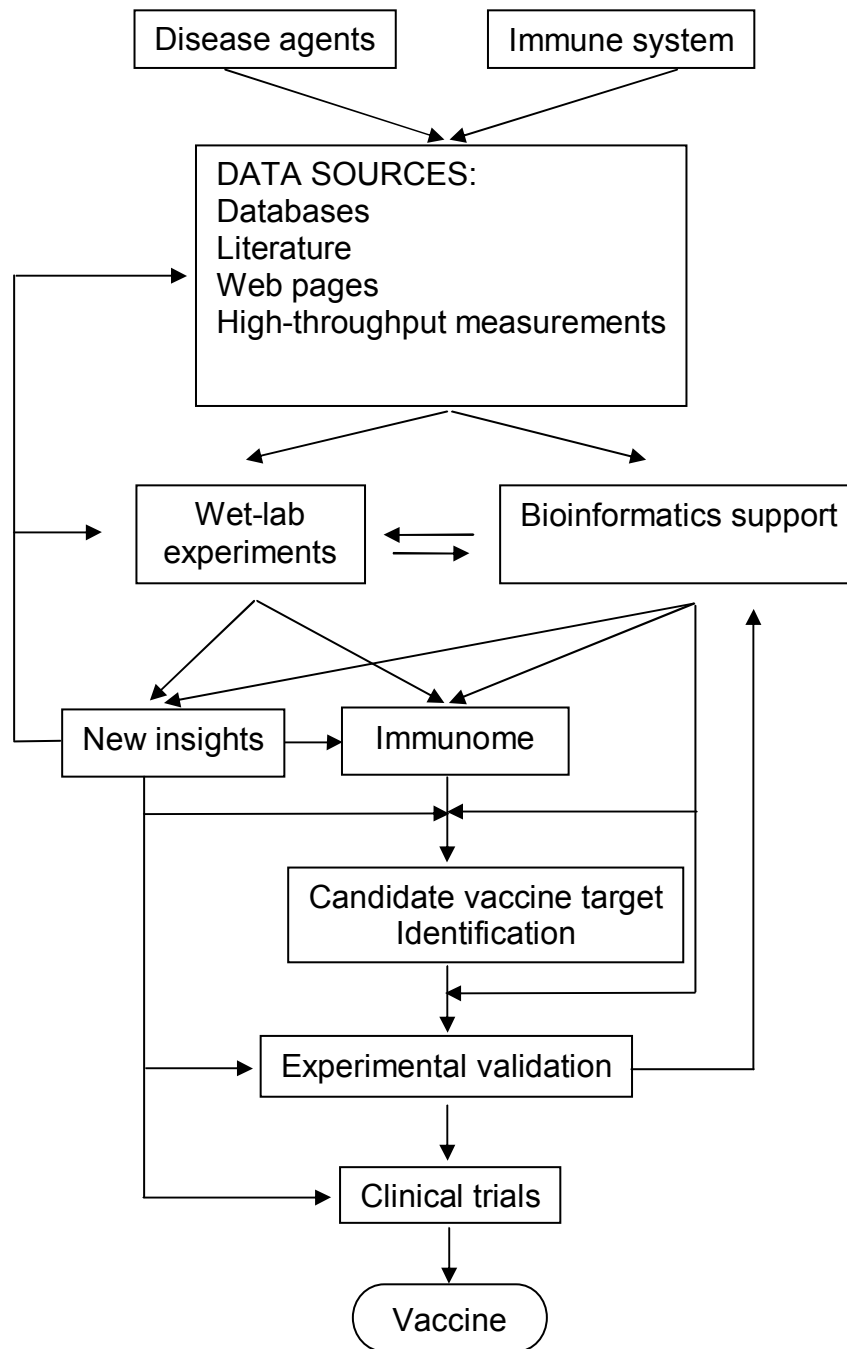 Disease agents
Immune system
DATA SOURCES:
Databases
Literature
Web pages
High-throughput measurements
Wet-lab
experiments
Bioinformatics support
New insights
Immunome
Candidate vaccine target
Identification
Experimental validation
Clinical trials
Vaccine